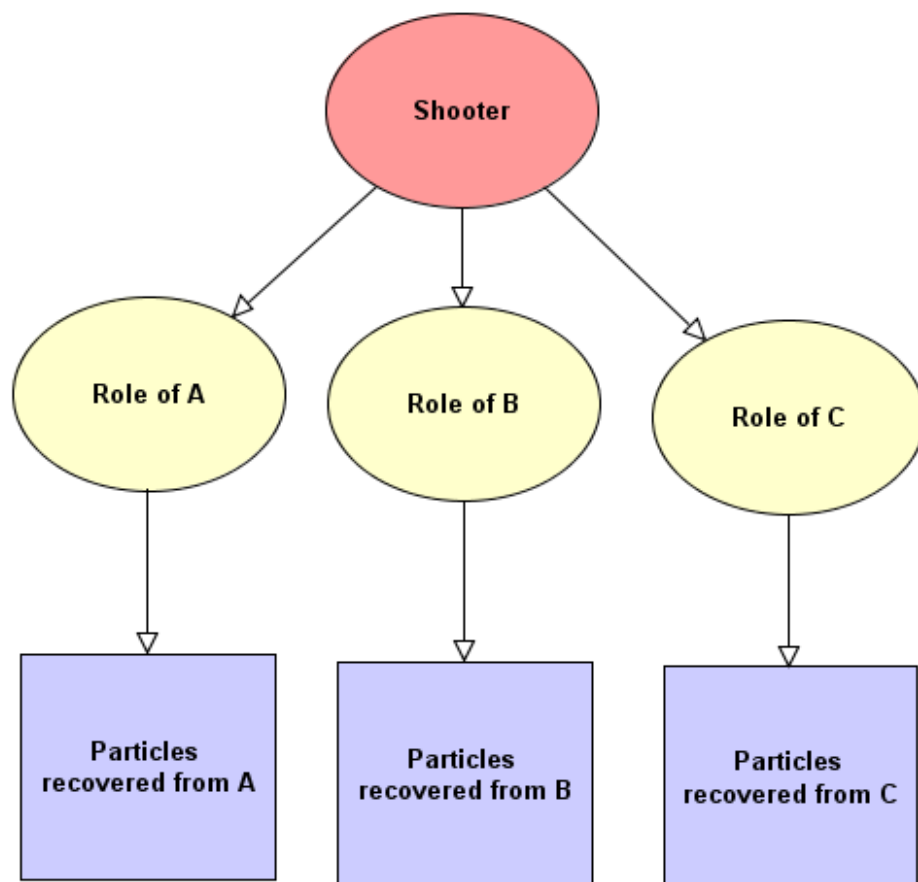 Shooter
Role of A
Role of B
Role of C
Particles
recovered from A
Particles
recovered from B
Particles
recovered from C